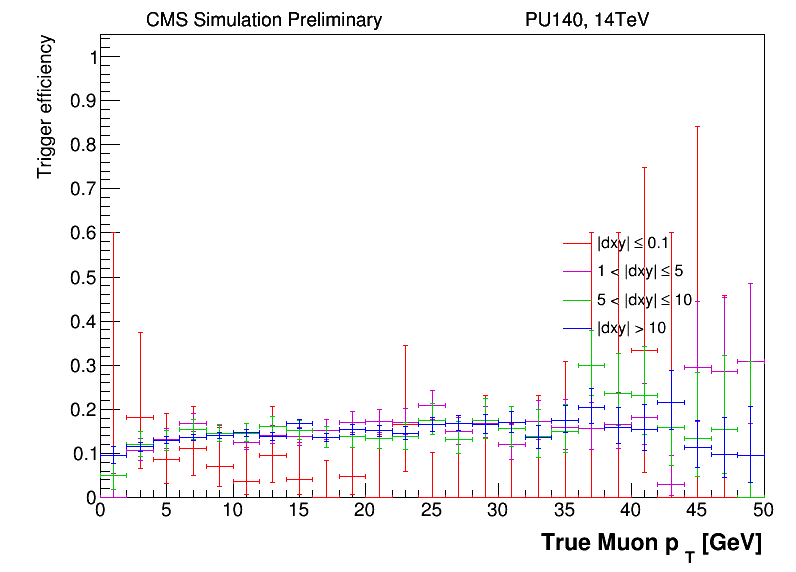 CMS Simulation Preliminary PU140, 14TeV
Trigger efficiency
1
0.9
0.8
0.7
0.6
0.5
0.4
0.3
0.2
0.1
0
|dxy| ≤ 0.1
1 < |dxy| ≤ 5
5 < |dxy| ≤ 10
|dxy| > 10
0 5 10 15 20 25 30 35 40 45 50
True Muon p T [GeV]